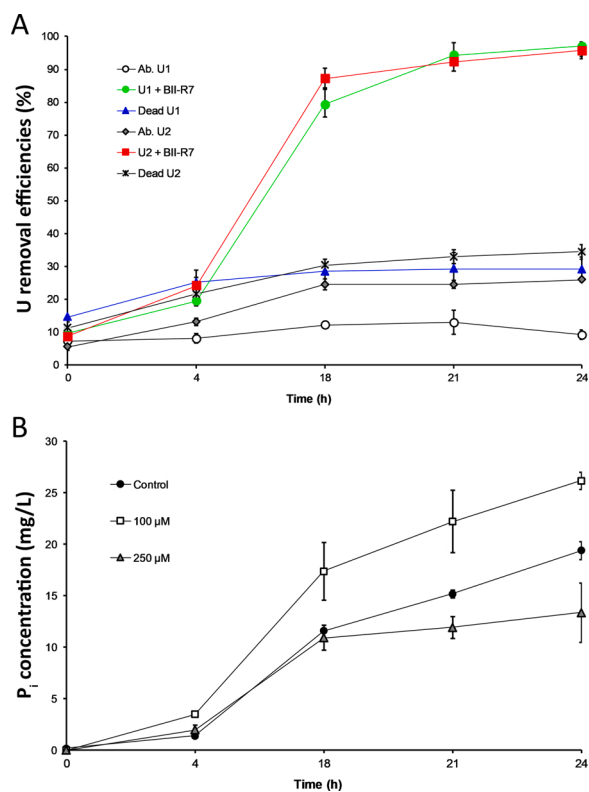 A
U removal efficiencies (%)
100
90
80
70
60
50
40
30
20
10
0
Ab. U1
U1 + BII-R7
Dead U1
Ab. U2
U2 + BII-R7
Dead U2
0 4 18 21 24
Time (h)
B
Pi concentration (mg/L)
30
25
20
15
10
5
0
Control
100 µM
250 µM
0 4 18 21 24
Time (h)